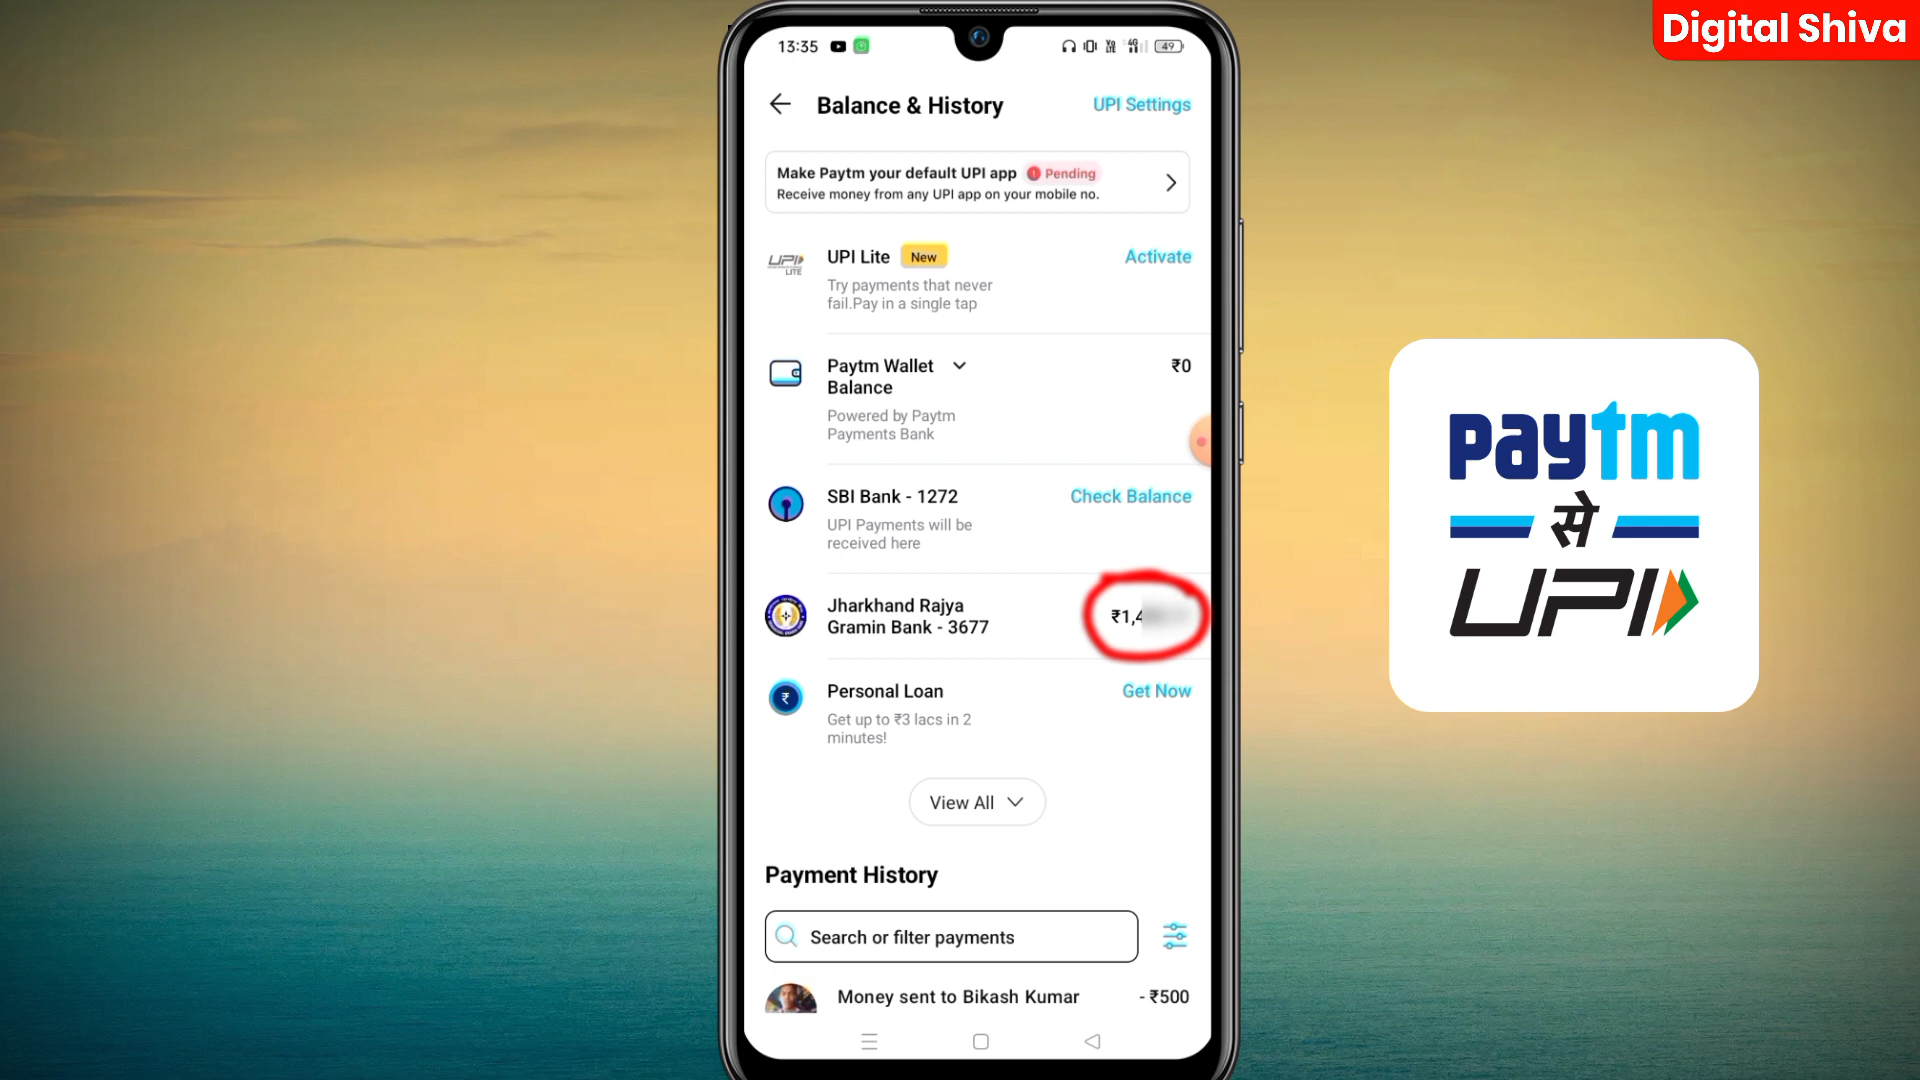 Digital Shiva
13:35
49
Balance & History
UPI Settings
Make Paytm your default UPI app
Pending
Receive money from any UPI app on your mobile no.
UPI LITE
UPI Lite
New
Activate
Try payments that never
fail.Pay in a single tap
Paytm Wallet
Balance
₹0
Powered by Paytm
Payments Bank
SBI Bank - 1272
Check Balance
UPI Payments will be
received here
Jharkhand Rajya
Gramin Bank - 3677
₹1,4
Personal Loan
Get Now
Get up to ₹3 lacs in 2
minutes!
View All
Payment History
Search or filter payments
Money sent to Bikash Kumar
- ₹500
paytm
से
UPI